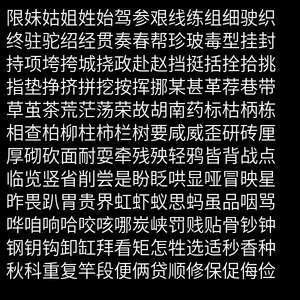 限妹姑姐姓始驾参艰线练组细驶织
终驻驼绍经贯奏春帮珍玻毒型挂封
持项垮挎城挠政赴赵挡挺括拴拾挑
指垫挣挤拼挖按挥挪某甚革荐巷带
草茧茶荒茫荡荣故胡南药标枯柄栋
相查柏柳柱柿栏树要咸威歪研砖厘
厚砌砍面耐耍牵残殃轻鸦皆背战点
临览竖省削尝是盼眨哄显哑冒映星
昨畏趴胃贵界虹虾蚁思蚂虽品咽骂
哗咱响哈咬咳哪炭峡罚贱贴骨钞钟
钢钥钩卸缸拜看矩怎牲选适秒香种
秋科重复竿段便俩贷顺修保促侮俭